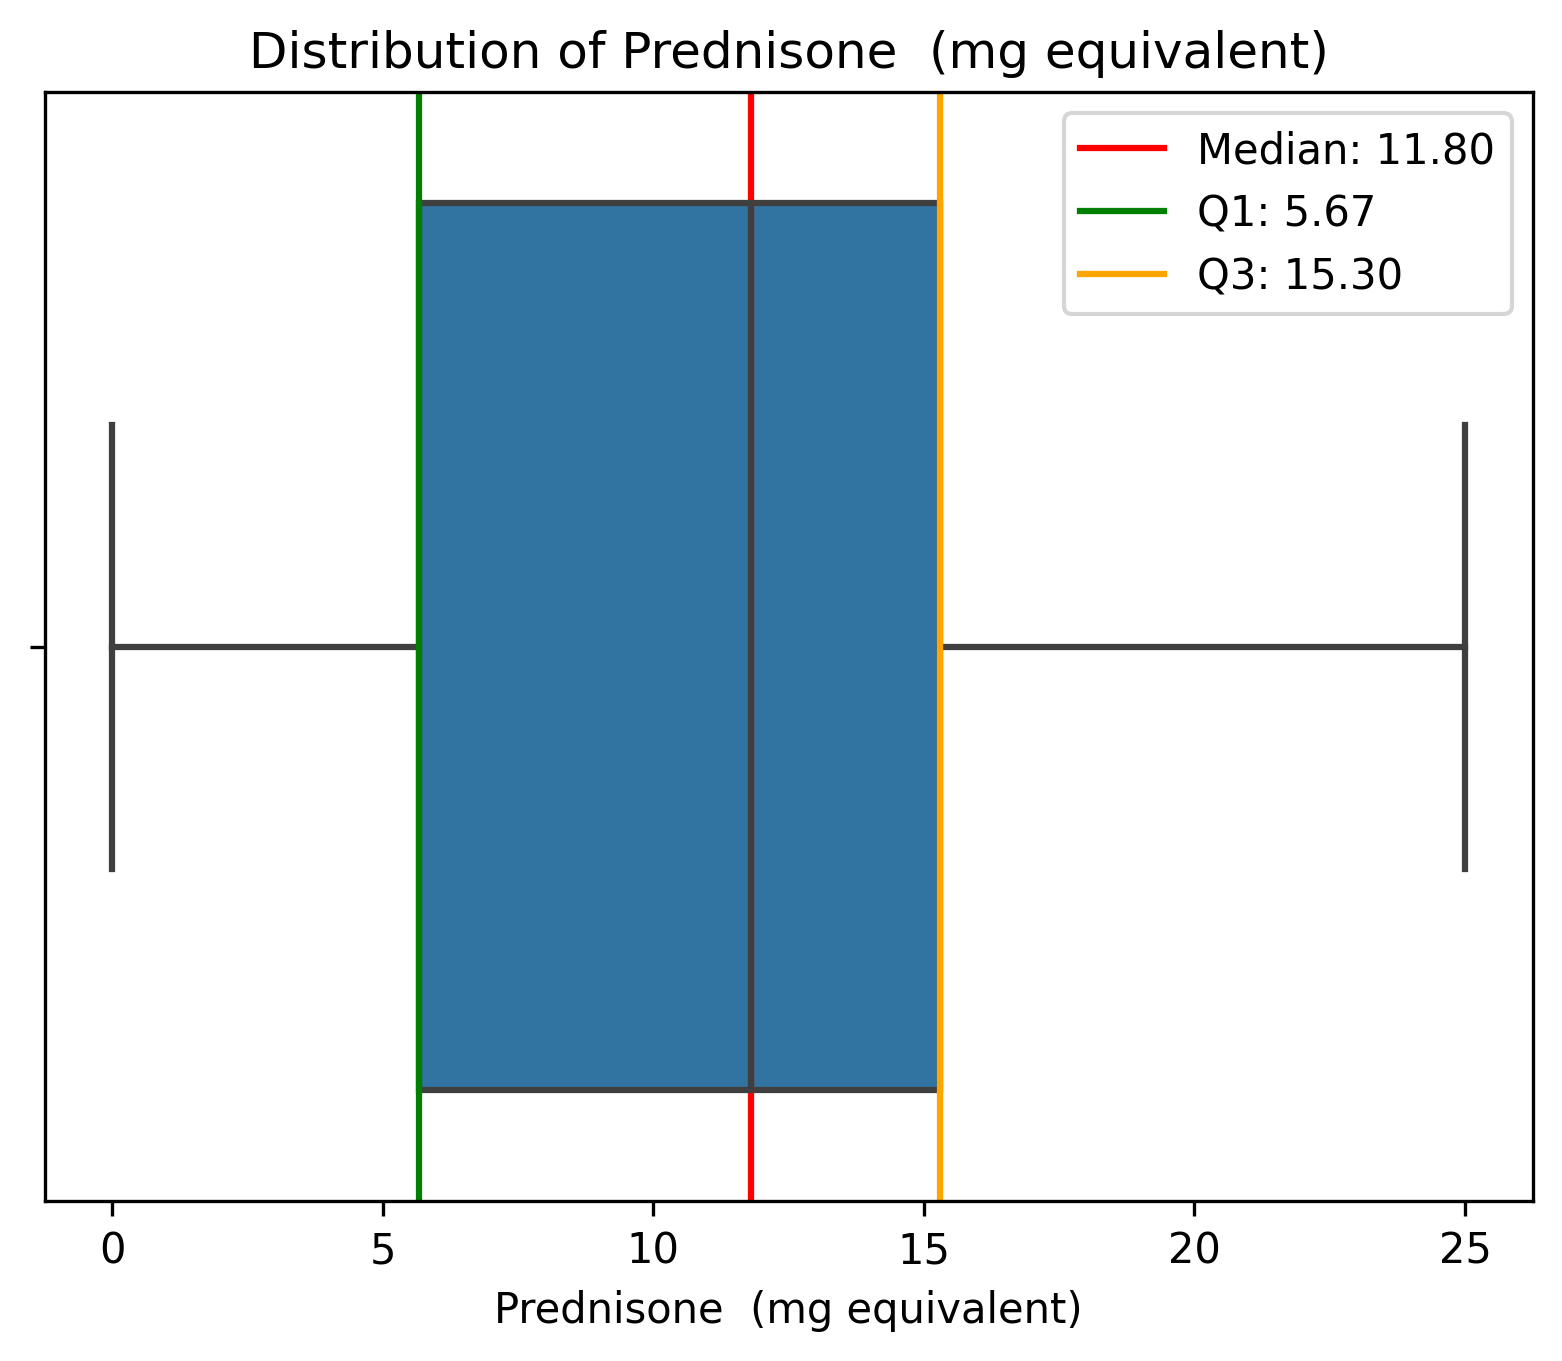 Distribution of Prednisone  (mg equivalent)
Median: 11.80
Q1: 5.67
Q3: 15.30
0 5 10 15 20 25
Prednisone  (mg equivalent)